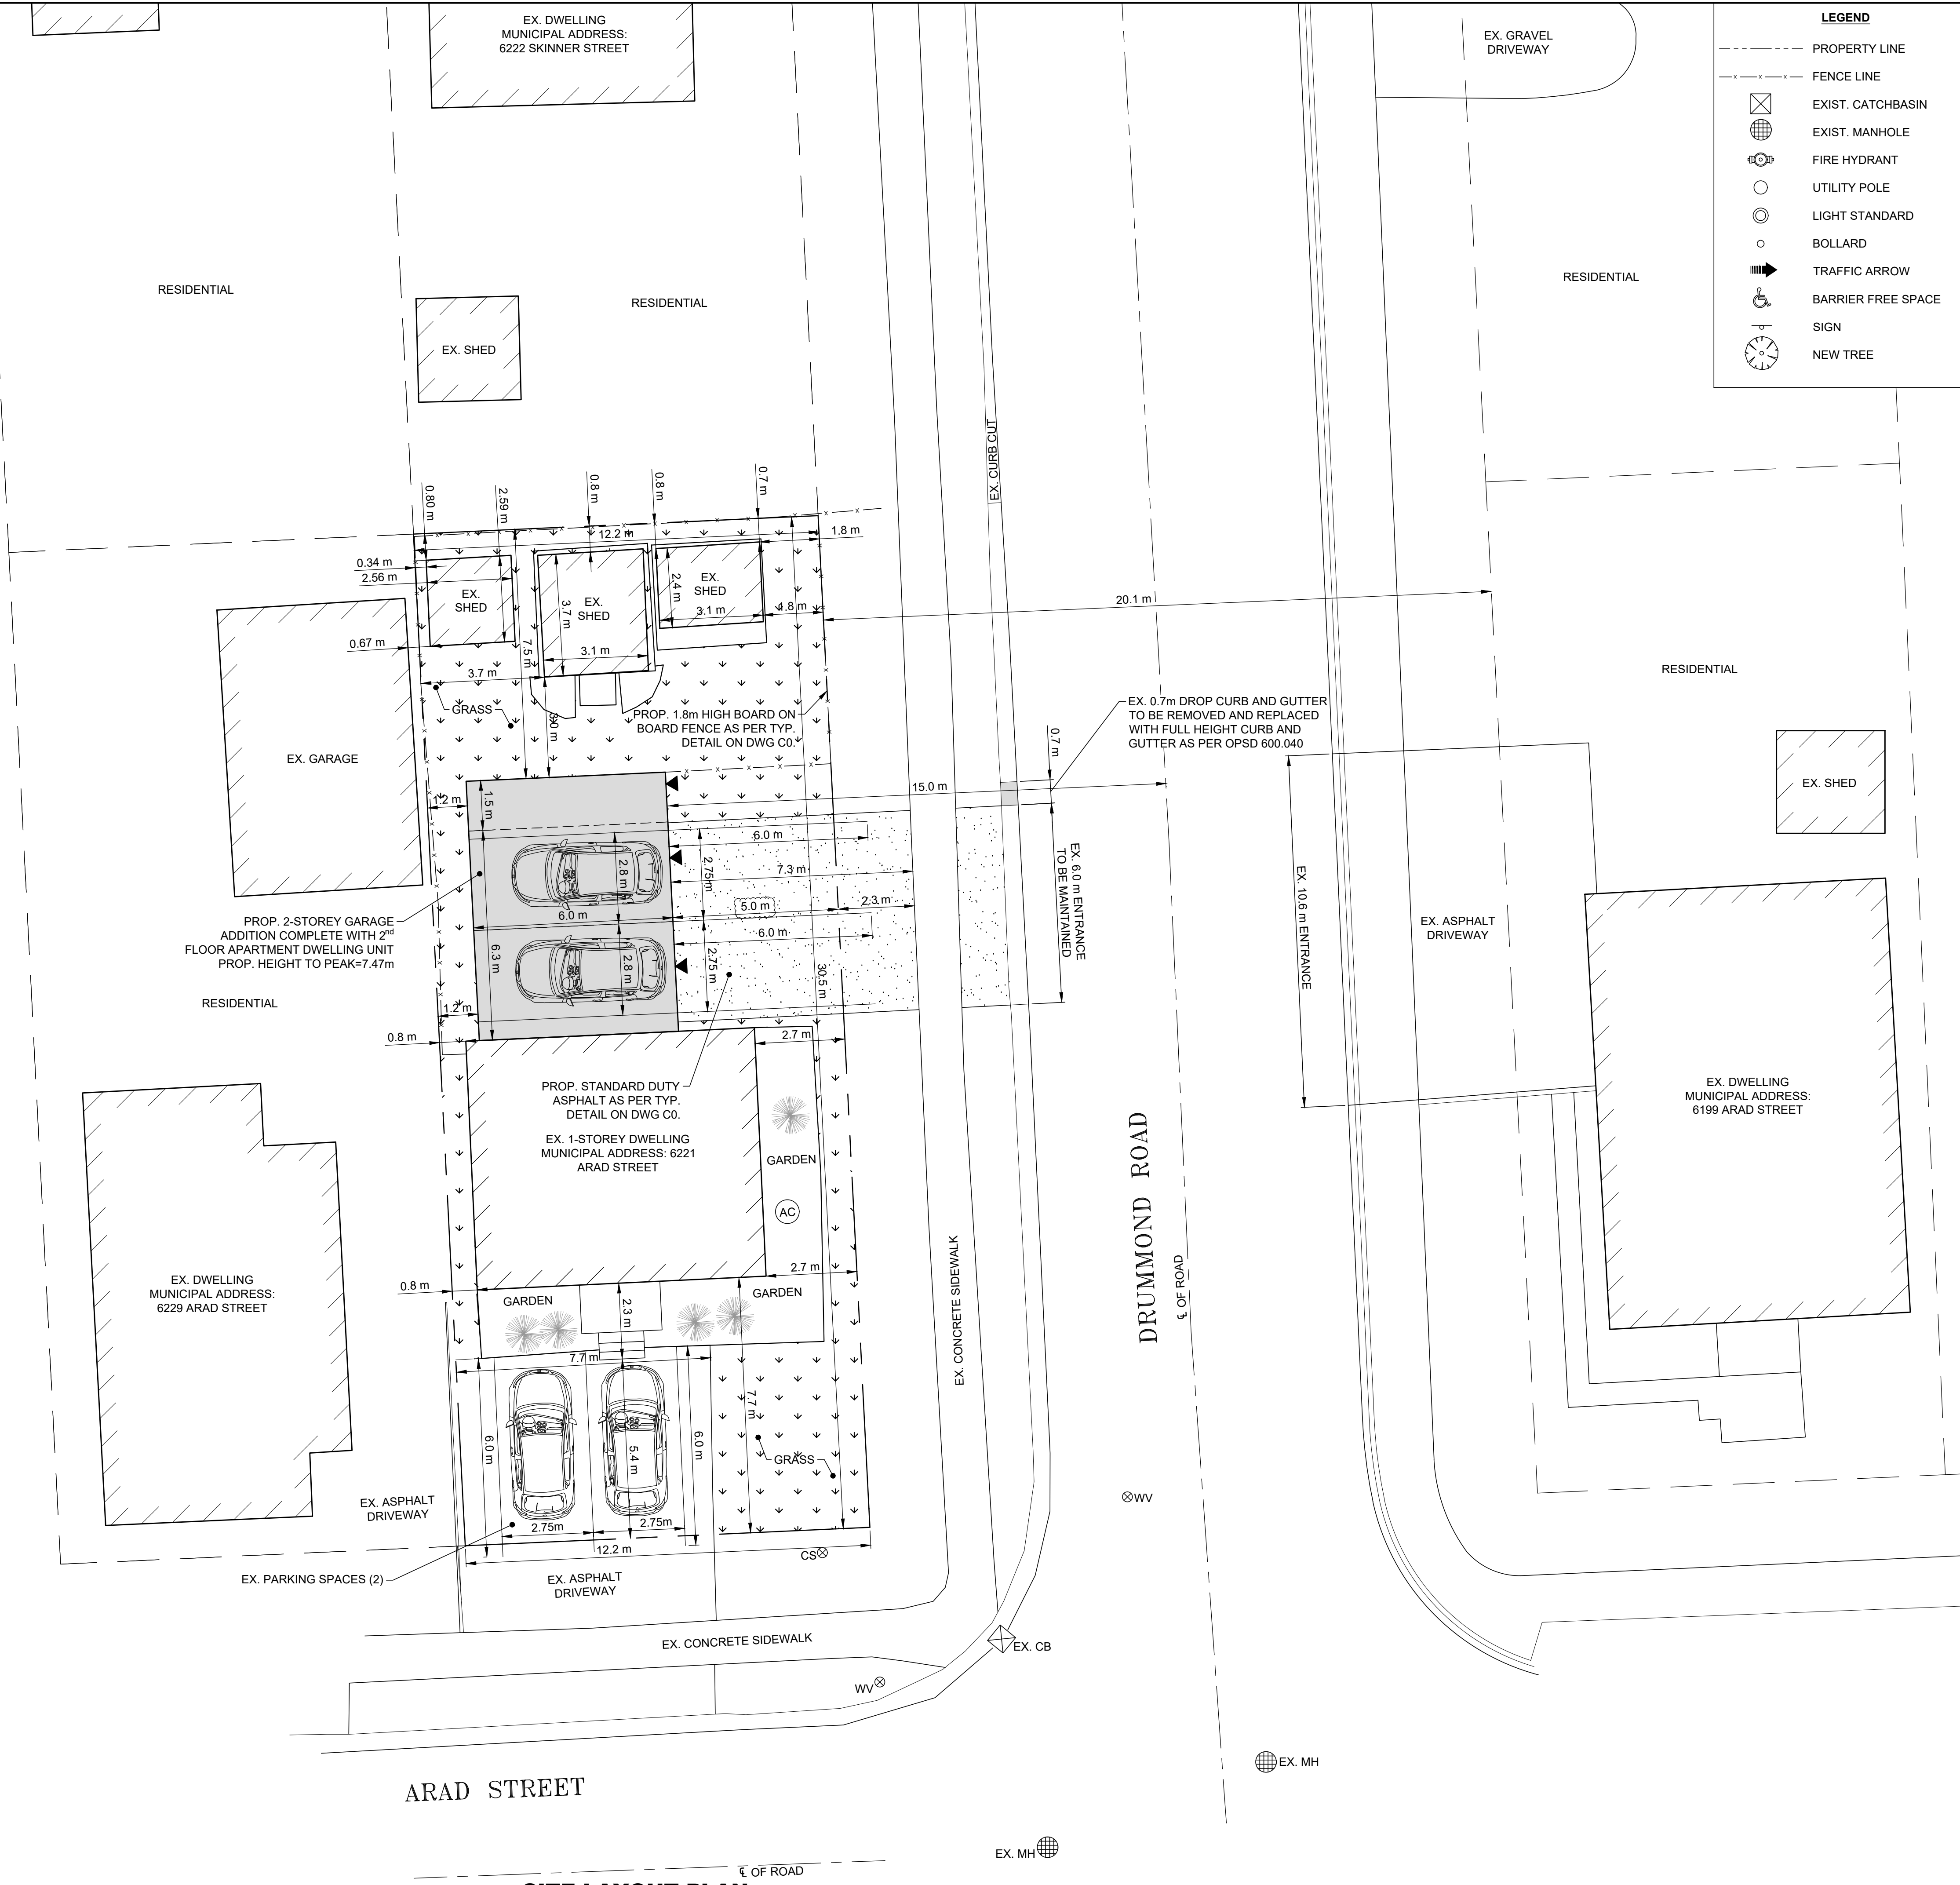 EX. DWELLING
MUNICIPAL ADDRESS:
6222 SKINNER STREET
EX. GRAVEL
DRIVEWAY
LEGEND
PROPERTY LINE
FENCE LINE
EXIST. CATCHBASIN
EXIST. MANHOLE
FIRE HYDRANT
UTILITY POLE
LIGHT STANDARD
BOLLARD
TRAFFIC ARROW
BARRIER FREE SPACE
SIGN
NEW TREE
RESIDENTIAL
RESIDENTIAL
RESIDENTIAL
EX. SHED
EX. CURB CUT
0.80 m
2.59 m
0.8 m
0.8 m
0.7 m
12.2 m
1.8 m
0.34 m
2.56 m
EX.
SHED
EX.
SHED
EX.
SHED
3.7 m
2.4 m
3.1 m
1.8 m
20.1 m
0.67 m
7.5 m
3.1 m
3.7 m
GRASS
RESIDENTIAL
PROP. 1.8m HIGH BOARD ON
BOARD FENCE AS PER TYP.
DETAIL ON DWG C0.
EX. 0.7m DROP CURB AND GUTTER
TO BE REMOVED AND REPLACED
WITH FULL HEIGHT CURB AND
GUTTER AS PER OPSD 600.040
0.7 m
EX. GARAGE
EX. SHED
15.0 m
1.2 m
1.5 m
6.0 m
2.8 m
2.75 m
7.3 m
EX. 6.0 m ENTRANCE
TO BE MAINTAINED
EX. 10.6 m ENTRANCE
5.0 m
2.3 m
6.0 m
6.0 m
EX. ASPHALT
DRIVEWAY
PROP. 2-STOREY GARAGE
ADDITION COMPLETE WITH 2nd
FLOOR APARTMENT DWELLING UNIT
PROP. HEIGHT TO PEAK=7.47m
6.3 m
2.8 m
2.75 m
30.5 m
RESIDENTIAL
1.2 m
0.8 m
2.7 m
PROP. STANDARD DUTY
ASPHALT AS PER TYP.
DETAIL ON DWG C0.
EX. 1-STOREY DWELLING
MUNICIPAL ADDRESS: 6221
ARAD STREET
GARDEN
AC
EX. DWELLING
MUNICIPAL ADDRESS:
6199 ARAD STREET
DRUMMOND ROAD
℄ OF ROAD
EX. CONCRETE SIDEWALK
EX. DWELLING
MUNICIPAL ADDRESS:
6229 ARAD STREET
0.8 m
2.7 m
GARDEN
2.3 m
GARDEN
7.7 m
7.7 m
6.0 m
5.4 m
6.0 m
GRASS
EX. ASPHALT
DRIVEWAY
WV
2.75m
2.75m
12.2 m
CS
EX. PARKING SPACES (2)
EX. ASPHALT
DRIVEWAY
EX. CONCRETE SIDEWALK
EX. CB
WV
EX. MH
ARAD STREET
EX. MH
℄ OF ROAD
SITE LAYOUT PLAN